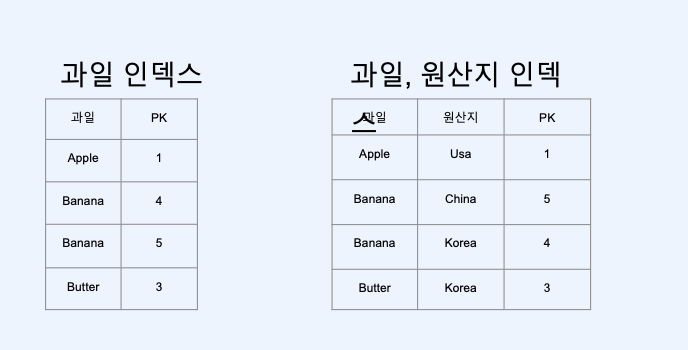 과일 인덱스
과일 PK
Apple 1
Banana 4
Banana 5
Butter 3
과일, 원산지 인덱
스
과일 원산지 PK
Apple Usa 1
Banana China 5
Banana Korea 4
Butter Korea 3